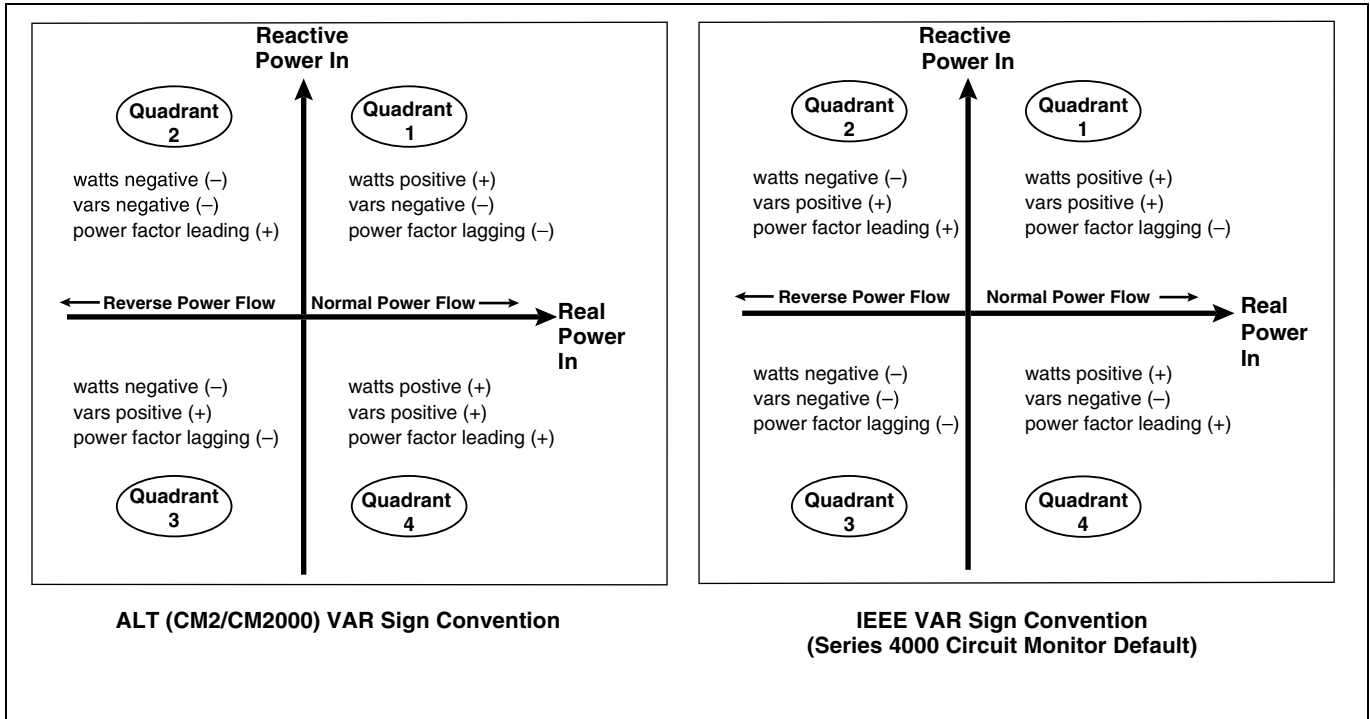 Reactive
Power In
Quadrant
2
Quadrant
1
watts negative (–)
vars negative (–)
power factor leading (+)
watts positive (+)
vars negative (–)
power factor lagging (–)
Reverse Power Flow
Normal Power Flow
Real
Power
In
watts negative (–)
vars positive (+)
power factor lagging (–)
watts postive (+)
vars positive (+)
power factor leading (+)
Quadrant
3
Quadrant
4
ALT (CM2/CM2000) VAR Sign Convention
Reactive
Power In
Quadrant
2
Quadrant
1
watts negative (–)
vars positive (+)
power factor leading (+)
watts positive (+)
vars positive (+)
power factor lagging (–)
Reverse Power Flow
Normal Power Flow
Real
Power
In
watts negative (–)
vars negative (–)
power factor lagging (–)
watts positive (+)
vars negative (–)
power factor leading (+)
Quadrant
3
Quadrant
4
IEEE VAR Sign Convention
(Series 4000 Circuit Monitor Default)